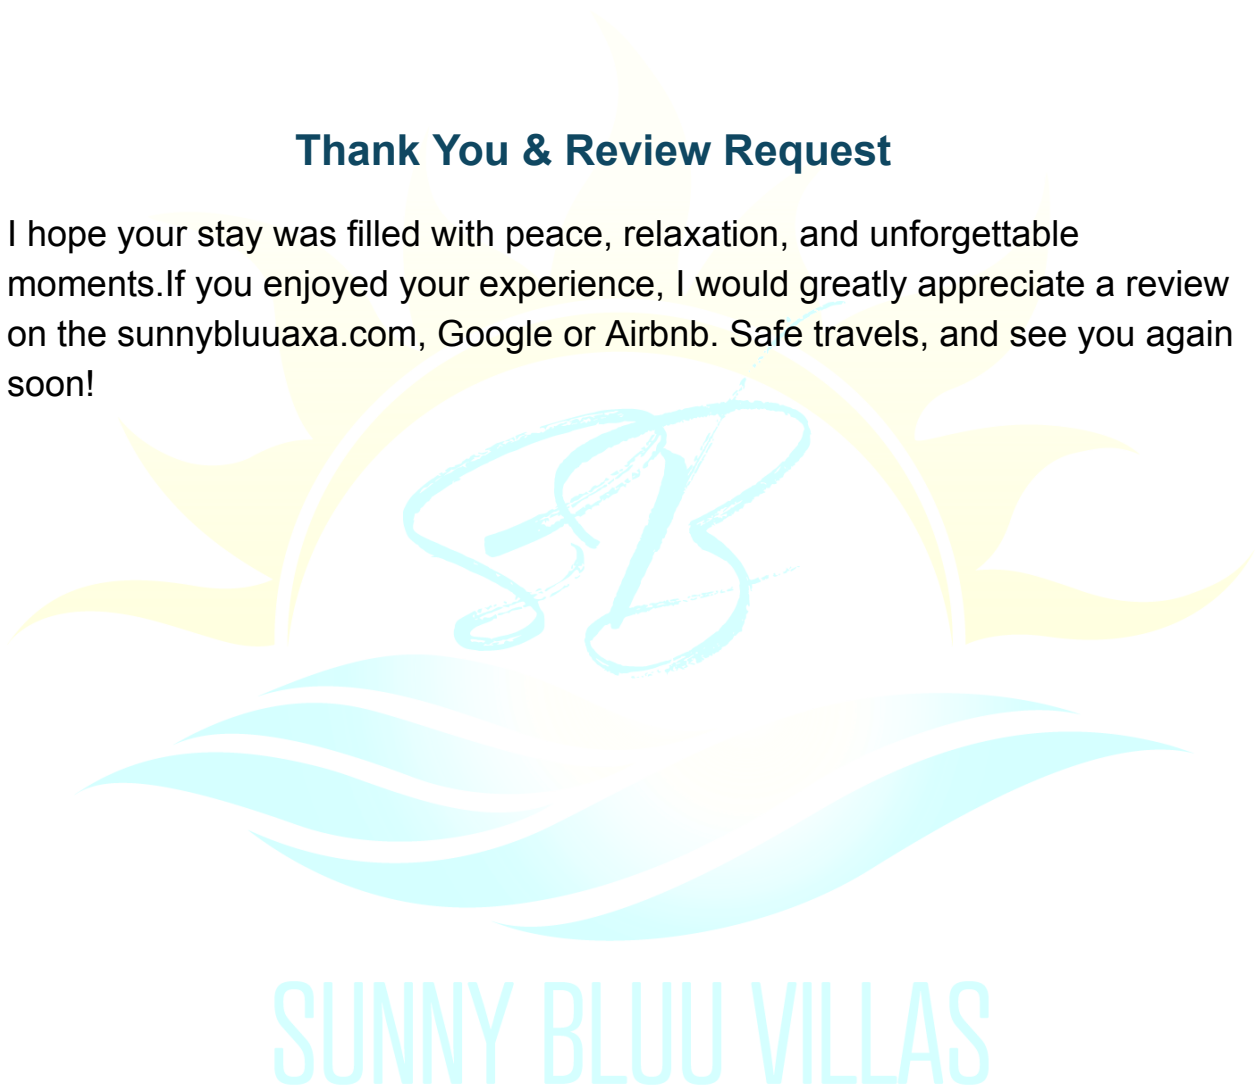 Thank You & Review Request
I hope your stay was filled with peace, relaxation, and unforgettable
moments.If you enjoyed your experience, I would greatly appreciate a review
on the sunnybluuaxa.com, Google or Airbnb. Safe travels, and see you again
soon!
SB
SUNNY BLUU VILLAS